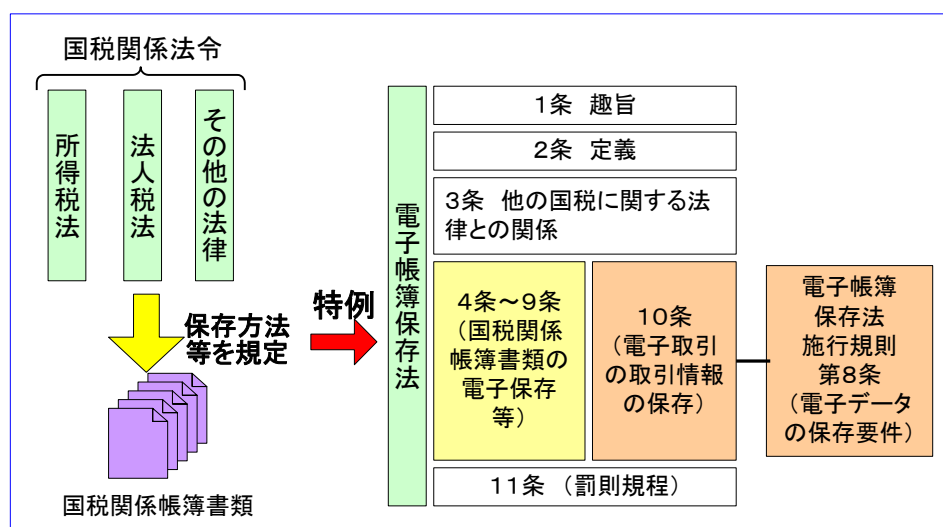 国税関係法令
所得税法
法人税法
その他の法律
保存方法
等を規定
国税関係帳簿書類
特例
電子帳簿保存法
1条 趣旨
2条 定義
3条 他の国税に関する法
律との関係
4条～9条
(国税関係
帳簿書類の
電子保存
等)
10条
(電子取引
の取引情報
の保存)
11条 (罰則規程)
電子帳簿
保存法
施行規則
第8条
(電子データ
の保存要件)